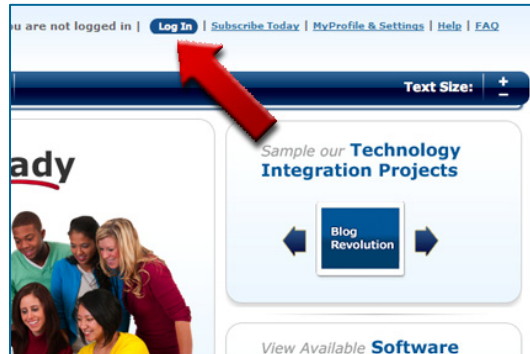 u are not logged in | Log In | Subscribe Today | MyProfile & Settings | Help | FAQ
Text Size: + −
ady
Sample our Technology
Integration Projects
Blog
Revolution
View Available Software